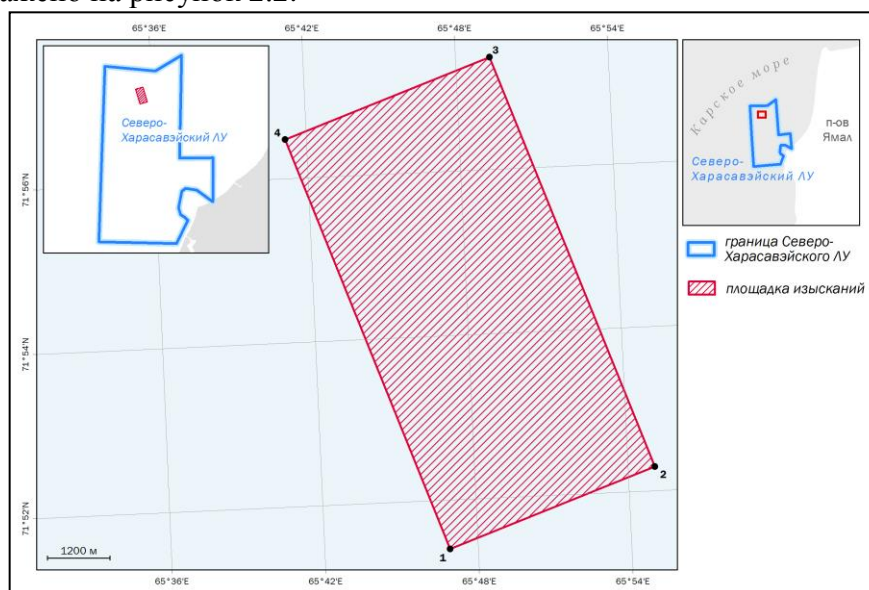 ажено на рисунок 2.2.
65°36'E 65°42'E 65°48'E 65°54'E
3
4
Северо-
Харасавэйский ЛУ
Карское море
п-ов
Ямал
Северо-
Харасавэйский ЛУ
71°56'N
граница Северо-
Харасавэйского ЛУ
площадка изысканий
71°54'N
2
71°52'N
1200 м
1
65°36'E 65°42'E 65°48'E 65°54'E